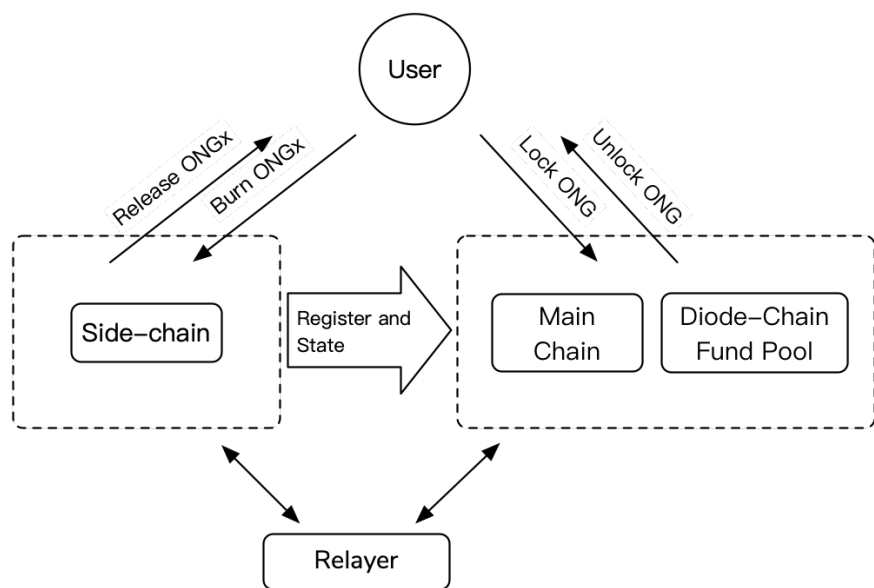 User
Release ONGx
Burn ONGx
Lock ONG
Unlock ONG
Side-chain
Register and
State
Main
Chain
Diode-Chain
Fund Pool
Relayer